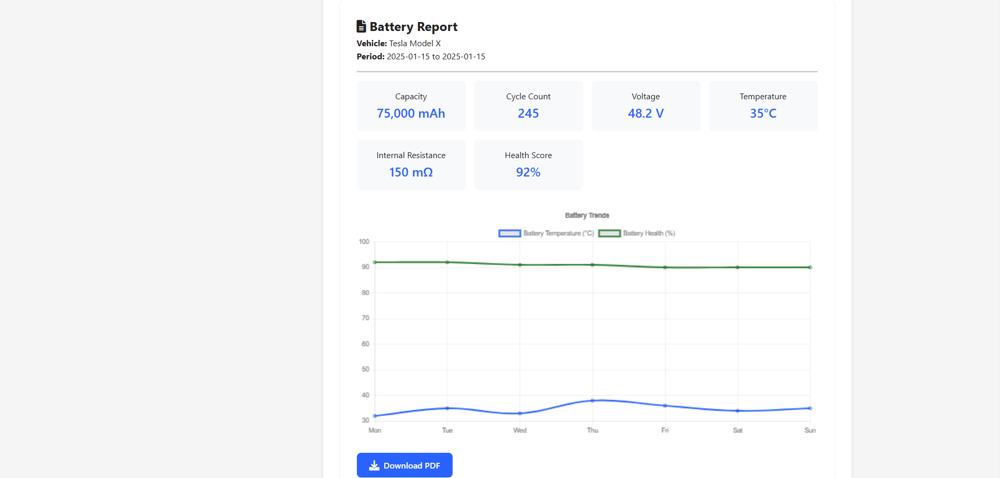 Battery Report
Vehicle: Tesla Model X
Period: 2025-01-15 to 2025-01-15
Capacity
75,000 mAh
Cycle Count
245
Voltage
48.2 V
Temperature
35°C
Internal Resistance
150 mΩ
Health Score
92%
Battery Trends
Battery Temperature (°C) Battery Health (%)
100
90
80
70
60
50
40
30
Mon Tue Wed Thu Fri Sat Sun
Download PDF